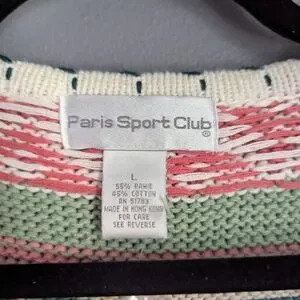 Paris Sport Club
®
L
55% RAMIE
45% COTTON
RN 51783
MADE IN HONG KONG
FOR CARE
SEE REVERSE